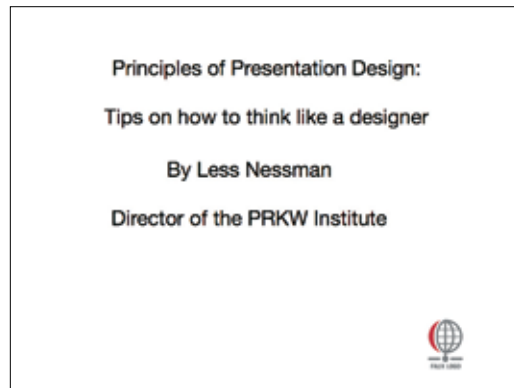 Principles of Presentation Design:
Tips on how to think like a designer
By Less Nessman
Director of the PRKW Institute